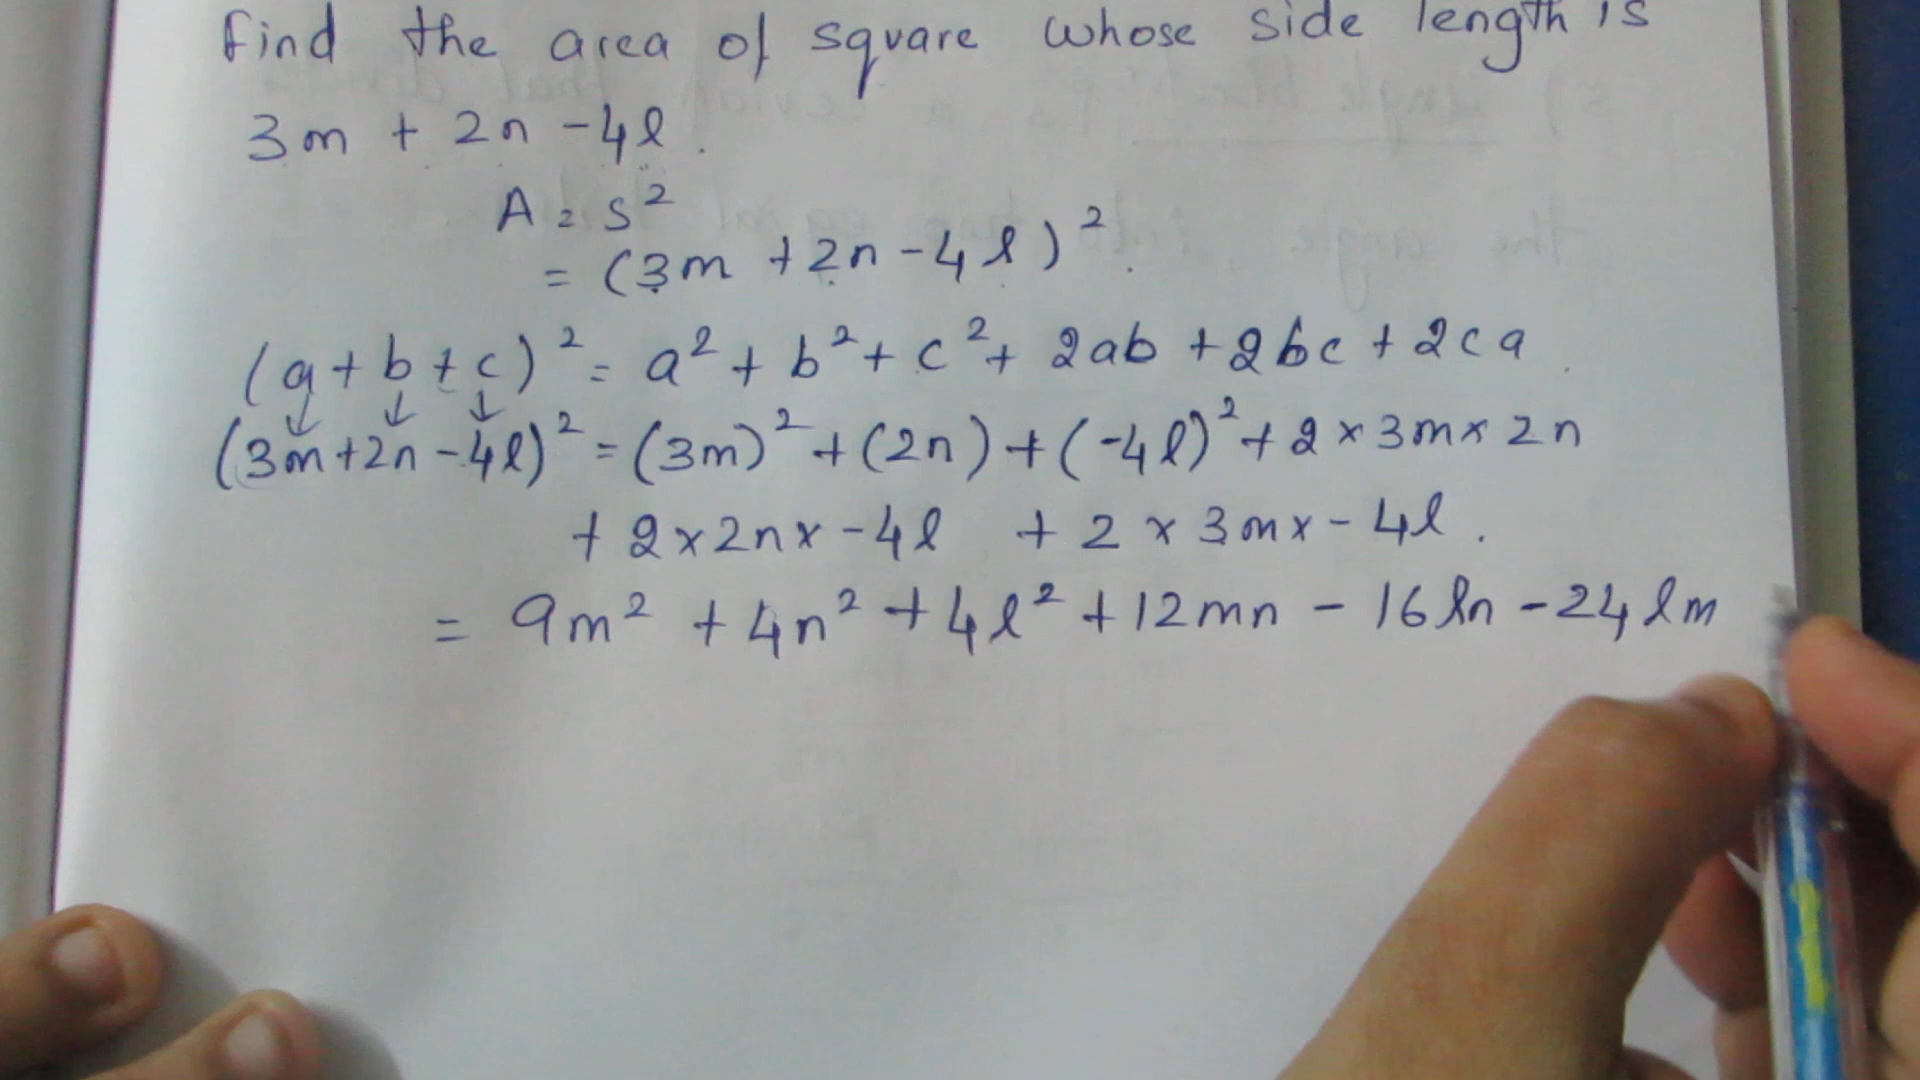 Find the area of square whose side length is
3m + 2n - 4l.
A = s²
= (3m + 2n - 4l)².
(a + b + c)² = a² + b² + c² + 2ab + 2bc + 2ca.
(3m + 2n - 4l)² = (3m)² + (2n) + (-4l)² + 2 × 3m × 2n
+ 2 × 2n × -4l + 2 × 3m × -4l.
= 9m² + 4n² + 4l² + 12mn - 16ln - 24lm